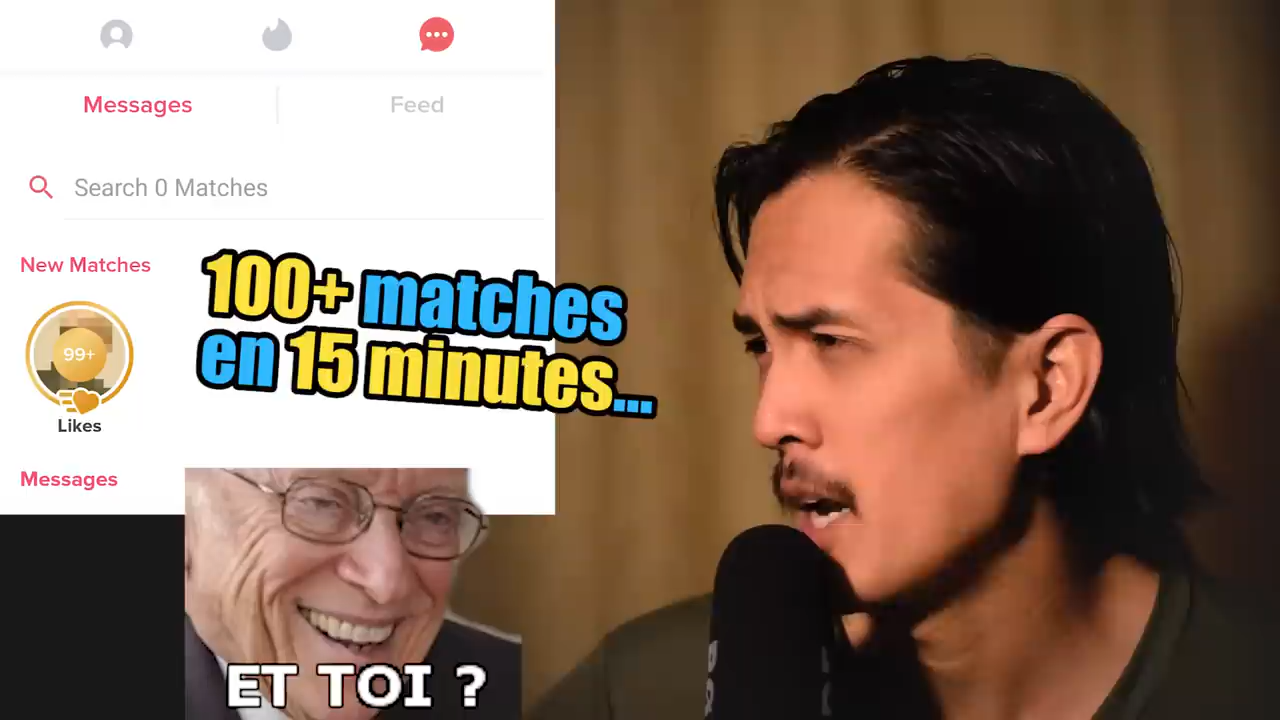 Messages
Feed
Search 0 Matches
New Matches
99+
Likes
100+ matches
en 15 minutes...
Messages
ET TOI ?